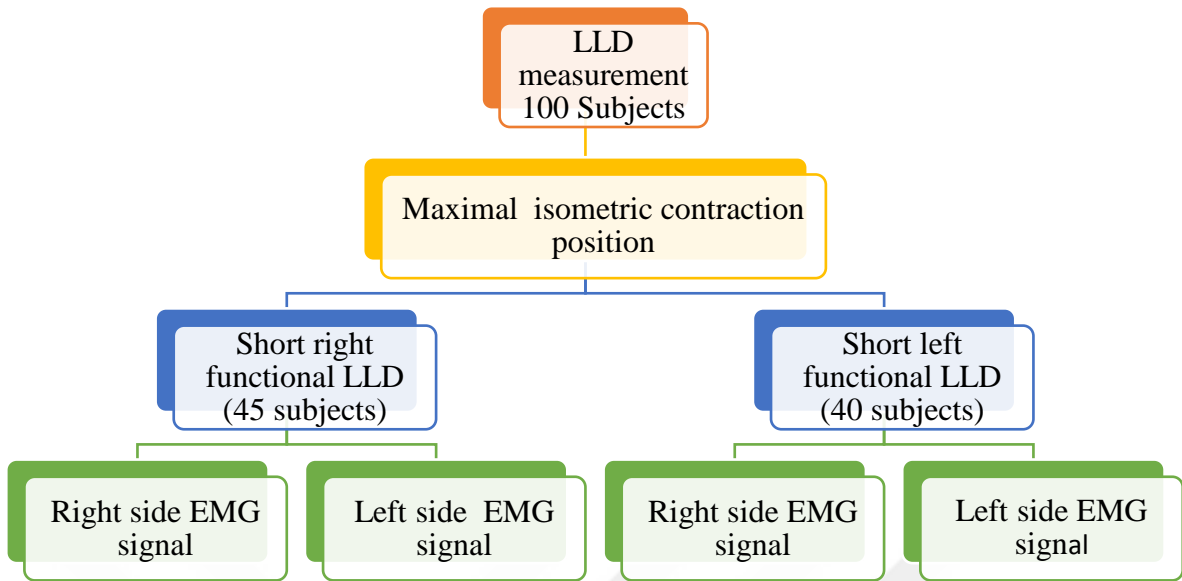 LLD
measurement
100 Subjects
Maximal isometric contraction
position
Short right
functional LLD
(45 subjects)
Short left
functional LLD
(40 subjects)
Right side EMG
signal
Left side EMG
signal
Right side EMG
signal
Left side EMG
signal